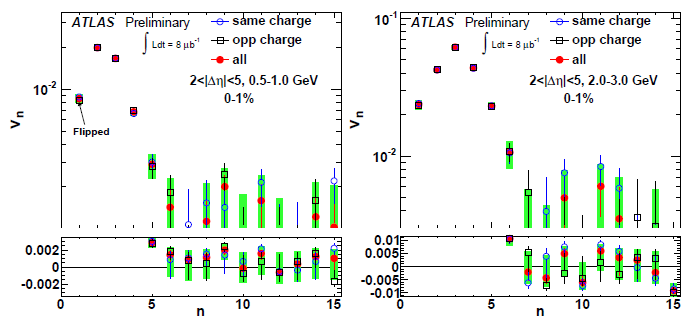 ATLAS Preliminary
∫ Ldt = 8 μb⁻¹
same charge
opp charge
all
2<|Δη|<5, 0.5-1.0 GeV
0-1%
Flipped
10⁻²
vₙ
0.002
0
-0.002
0 5 10 15
n
ATLAS Preliminary
∫ Ldt = 8 μb⁻¹
same charge
opp charge
all
2<|Δη|<5, 2.0-3.0 GeV
0-1%
10⁻¹
10⁻²
vₙ
0.01
0.005
0
-0.005
-0.01
0 5 10 15
n